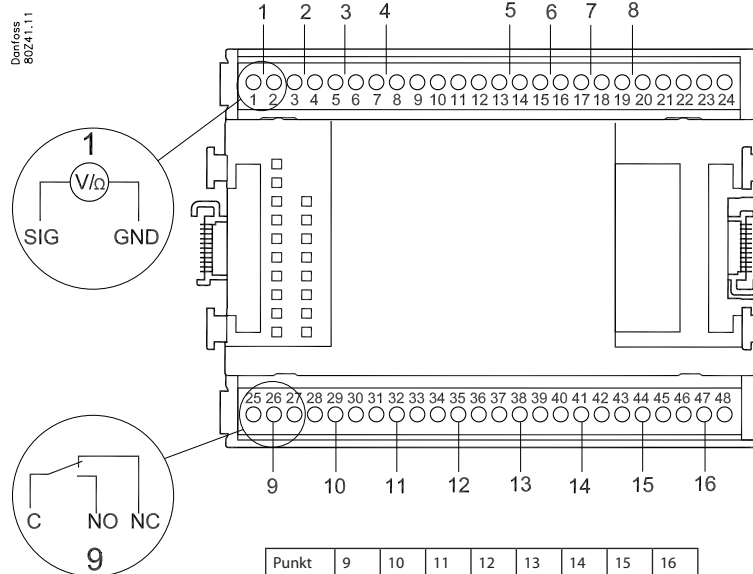 Danfoss
80Z41.11
1 2 3 4 5 6 7 8
1 2 3 4 5 6 7 8 9 10 11 12 13 14 15 16 17 18 19 20 21 22 23 24
1
V/Ω
SIG GND
25 26 27 28 29 30 31 32 33 34 35 36 37 38 39 40 41 42 43 44 45 46 47 48
9 10 11 12 13 14 15 16
C NO NC
9
Punkt 9 10 11 12 13 14 15 16